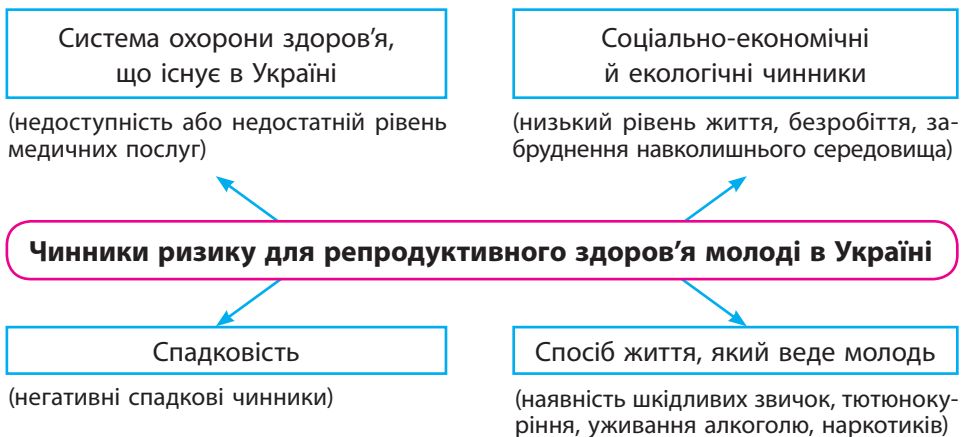 Система охорони здоров’я,
що існує в Україні
(недоступність або недостатній рівень
медичних послуг)
Соціально-економічні
й екологічні чинники
(низький рівень життя, безробіття, за-
бруднення навколишнього середовища)
Чинники ризику для репродуктивного здоров’я молоді в Україні
Спадковість
(негативні спадкові чинники)
Спосіб життя, який веде молодь
(наявність шкідливих звичок, тютюноку-
ріння, уживання алкоголю, наркотиків)